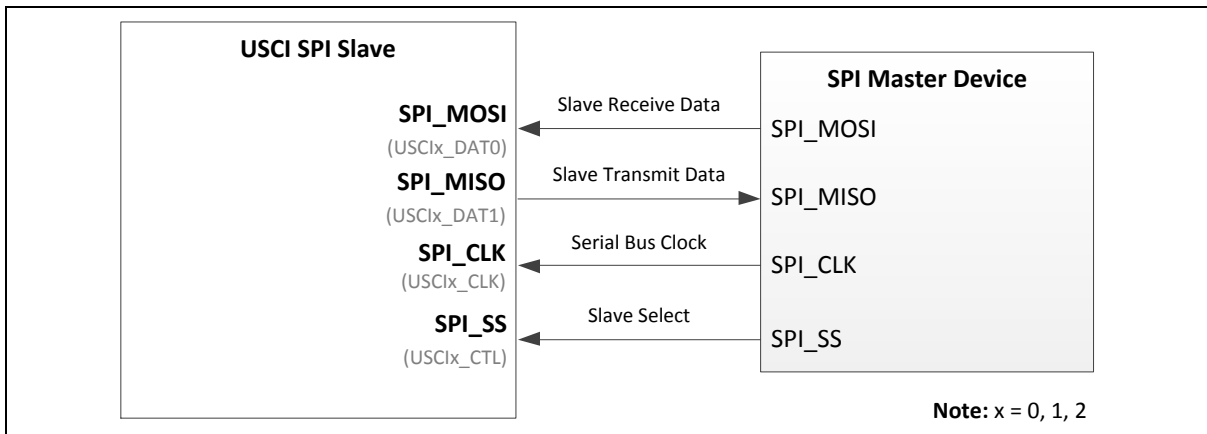 USCI SPI Slave
SPI_MOSI
(USCIx_DAT0)
SPI_MISO
(USCIx_DAT1)
SPI_CLK
(USCIx_CLK)
SPI_SS
(USCIx_CTL)
Slave Receive Data
Slave Transmit Data
Serial Bus Clock
Slave Select
SPI Master Device
SPI_MOSI
SPI_MISO
SPI_CLK
SPI_SS
Note: x = 0, 1, 2